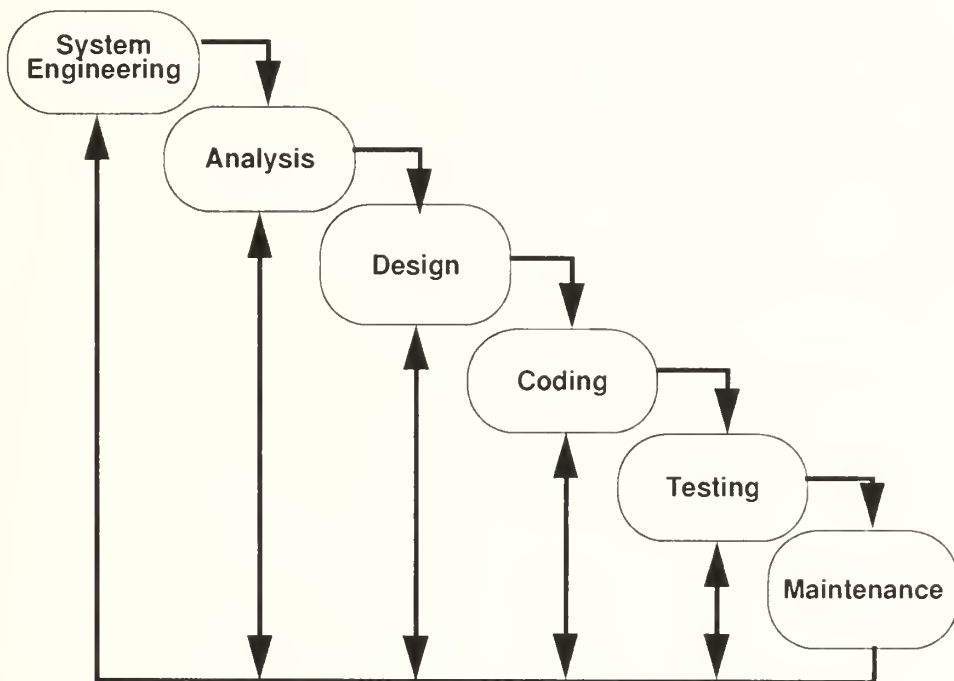 System
Engineering
Analysis
Design
Coding
Testing
Maintenance